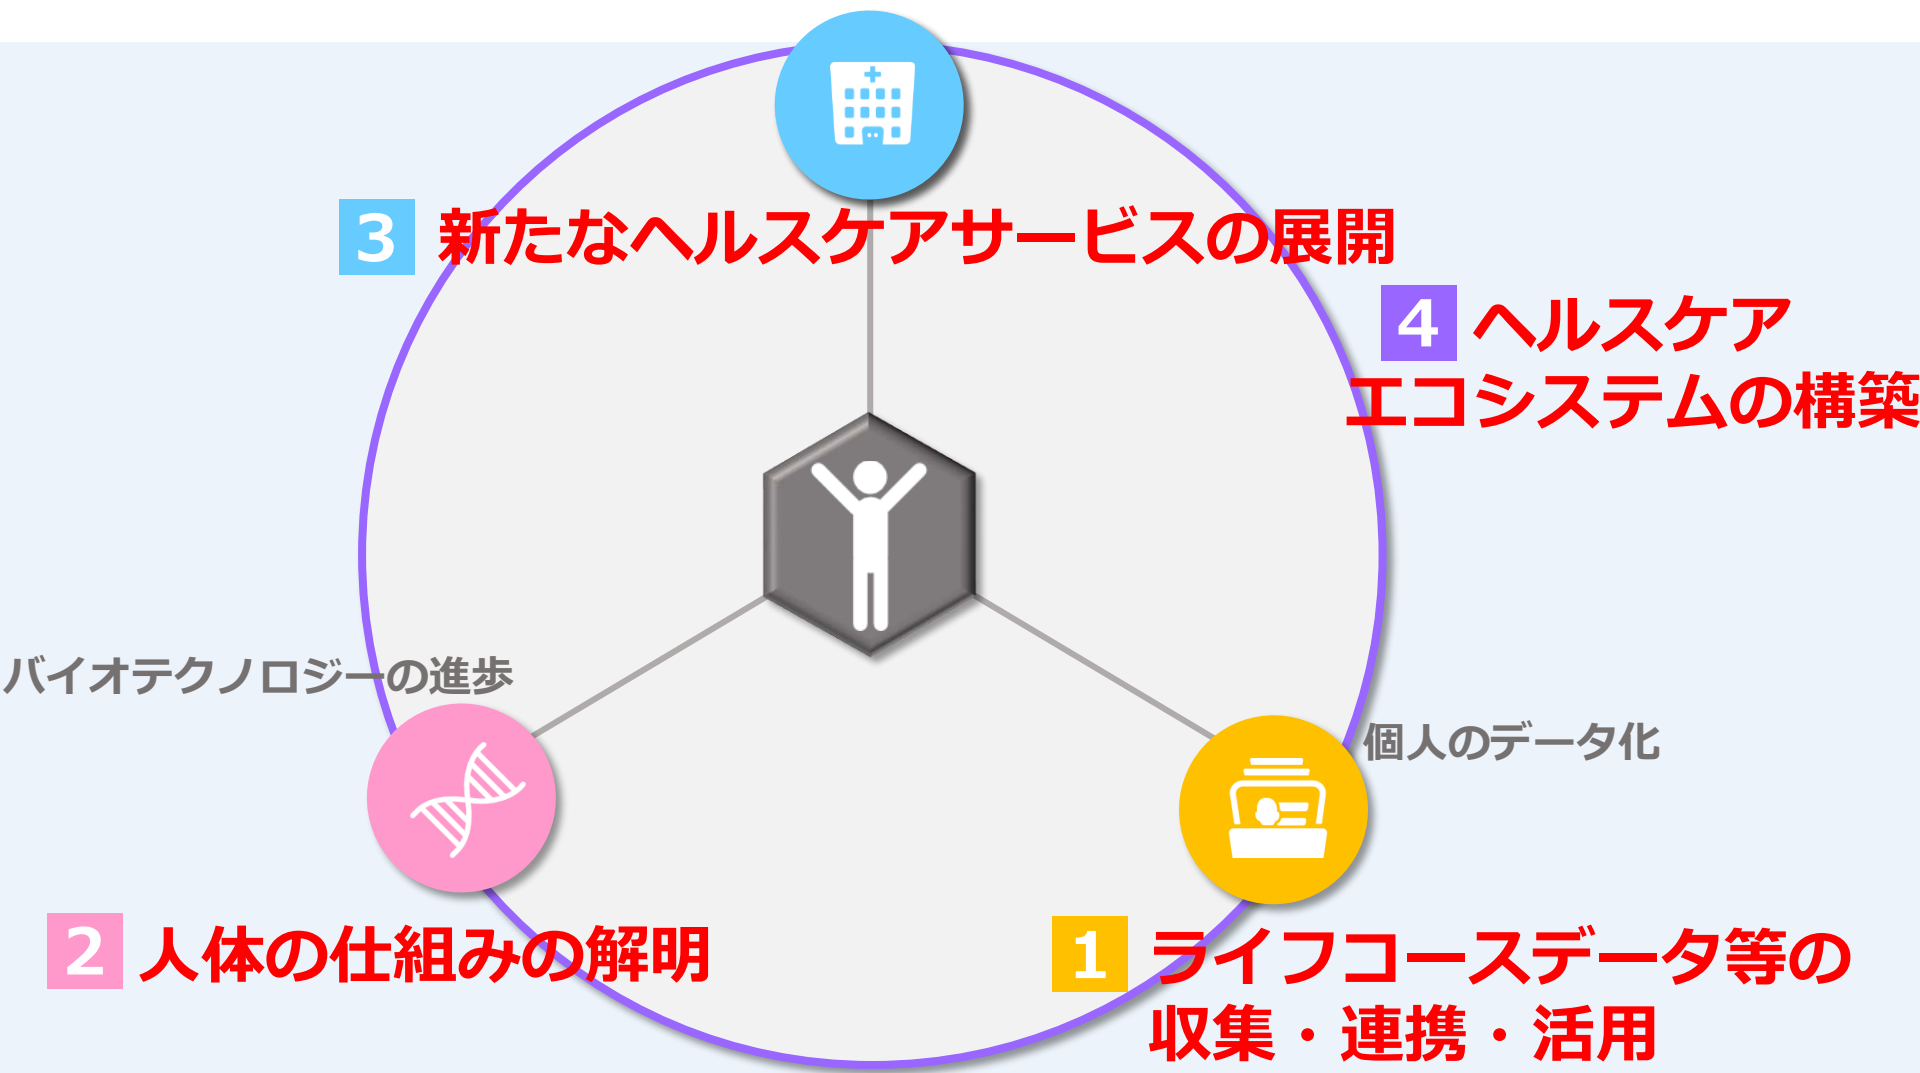 3 新たなヘルスケアサービスの展開
4 ヘルスケア
エコシステムの構築
バイオテクノロジーの進歩
個人のデータ化
2 人体の仕組みの解明
1 ライフコースデータ等の
収集・連携・活用